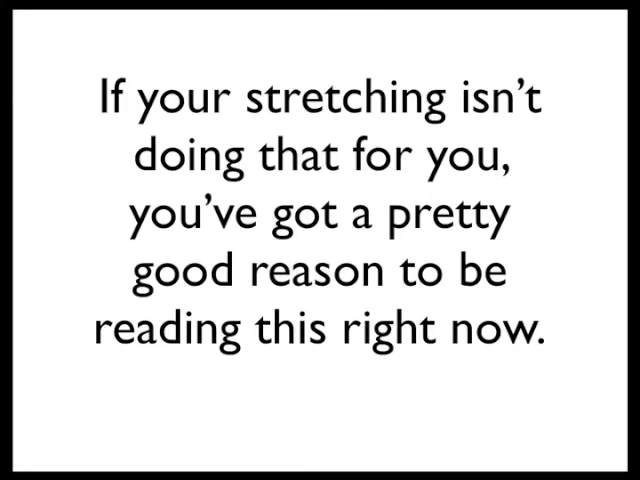 If your stretching isn’t
doing that for you,
you’ve got a pretty
good reason to be
reading this right now.